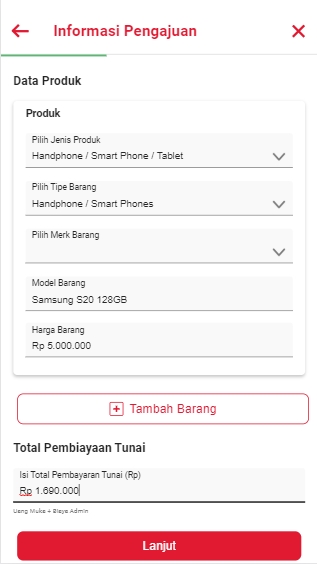 Informasi Pengajuan
Data Produk
Produk
Pilih Jenis Produk
Handphone / Smart Phone / Tablet
Pilih Tipe Barang
Handphone / Smart Phones
Pilih Merk Barang
Model Barang
Samsung S20 128GB
Harga Barang
Rp 5.000.000
Tambah Barang
Total Pembiayaan Tunai
Isi Total Pembayaran Tunai (Rp)
Rp 1.690.000
Uang Muka + Biaya Admin
Lanjut